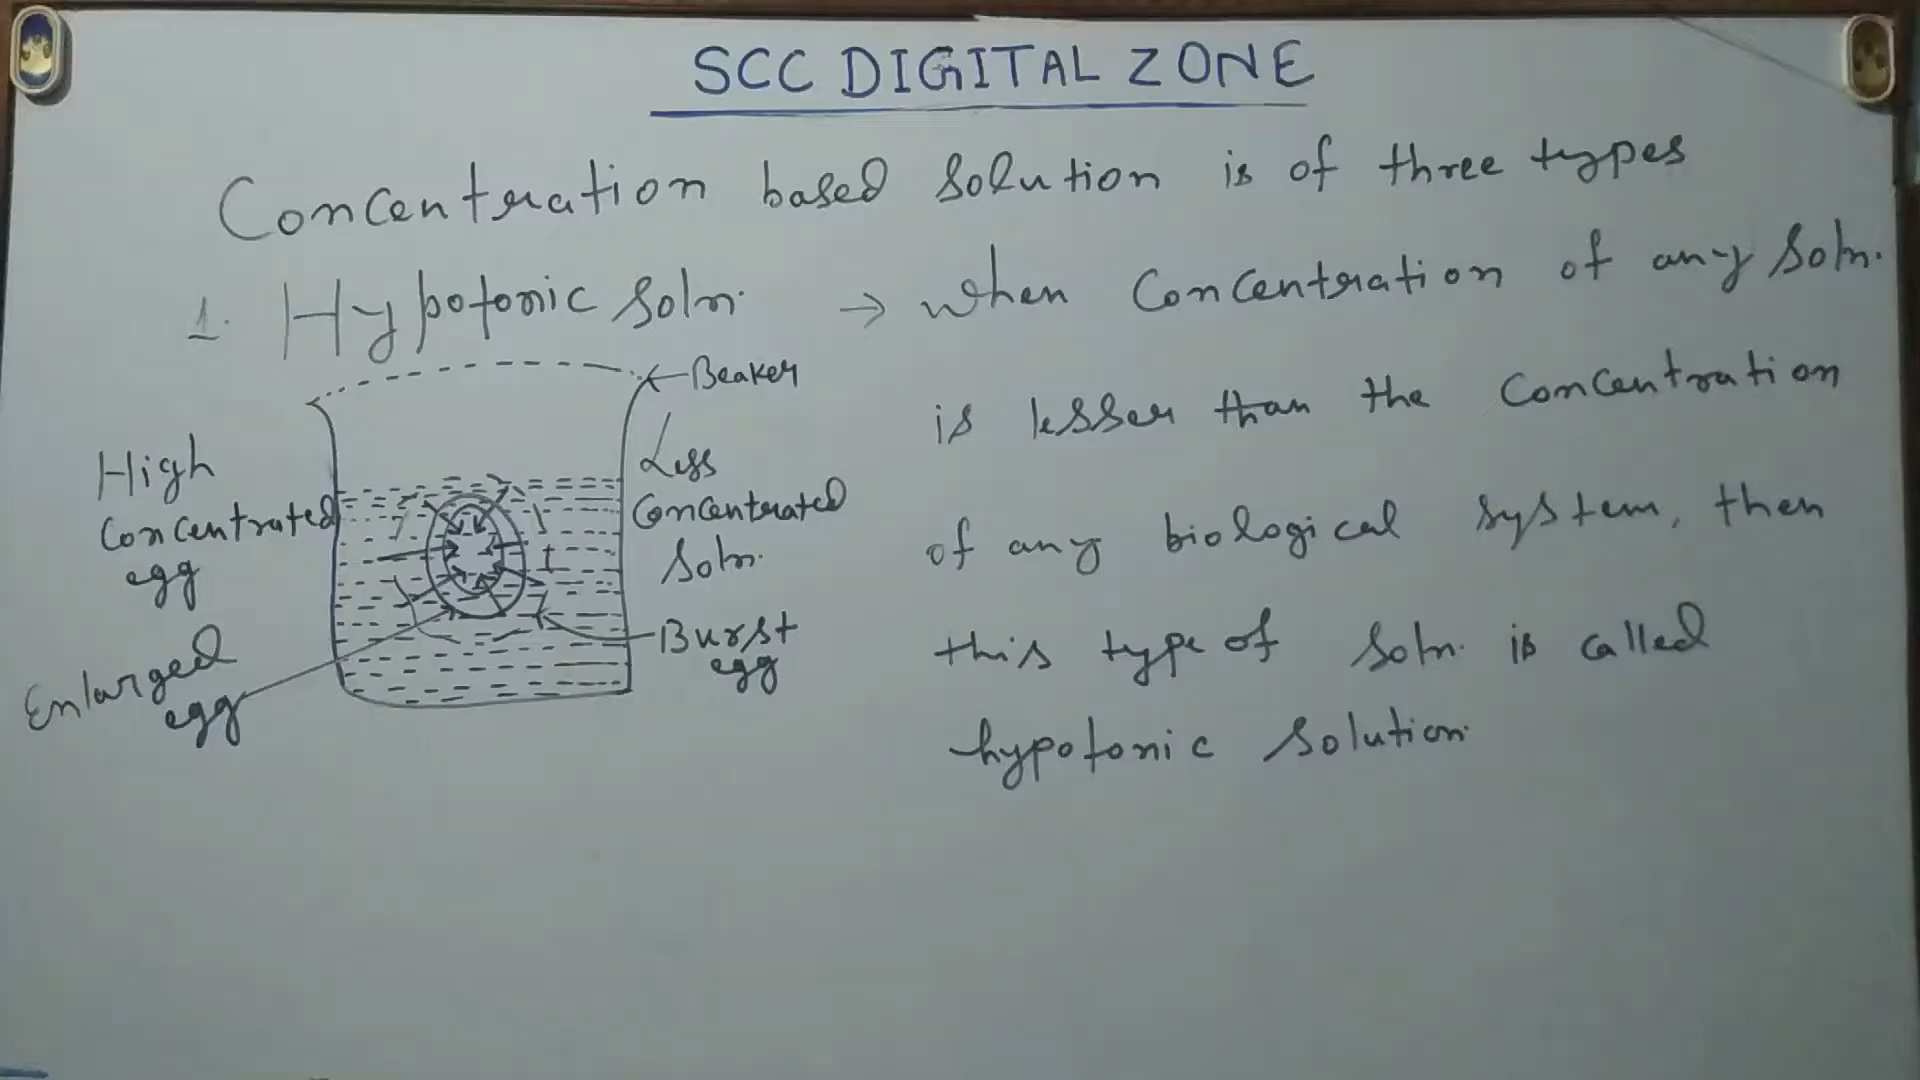 SCC DIGITAL ZONE
Concentration based solution is of three types
1. Hypotonic soln. → When Concentration of any soln.
is lesser than the concentration
of any biological system, then
this type of soln. is called
hypotonic solution.
Beaker
High
Concentrated
egg
Enlarged
egg
Less
Concentrated
Soln.
Burst
egg